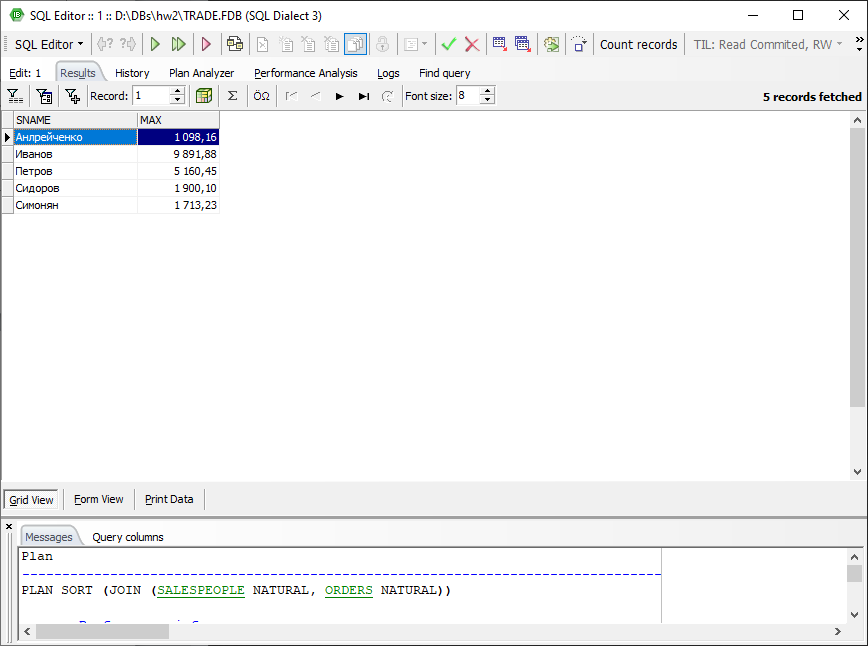 SQL Editor :: 1 :: D:\DBs\hw2\TRADE.FDB (SQL Dialect 3)
SQL Editor Count records TIL: Read Commited, RW
Edit: 1 Results History Plan Analyzer Performance Analysis Logs Find query
Record: 1 Σ ÖΩ Font size: 8 5 records fetched
SNAME MAX
Анлрейченко 1 098,16
Иванов 9 891,88
Петров 5 160,45
Сидоров 1 900,10
Симонян 1 713,23
Grid View Form View Print Data
Messages Query columns
Plan
--------------------------------------------------------------------------------
PLAN SORT (JOIN (SALESPEOPLE NATURAL, ORDERS NATURAL))